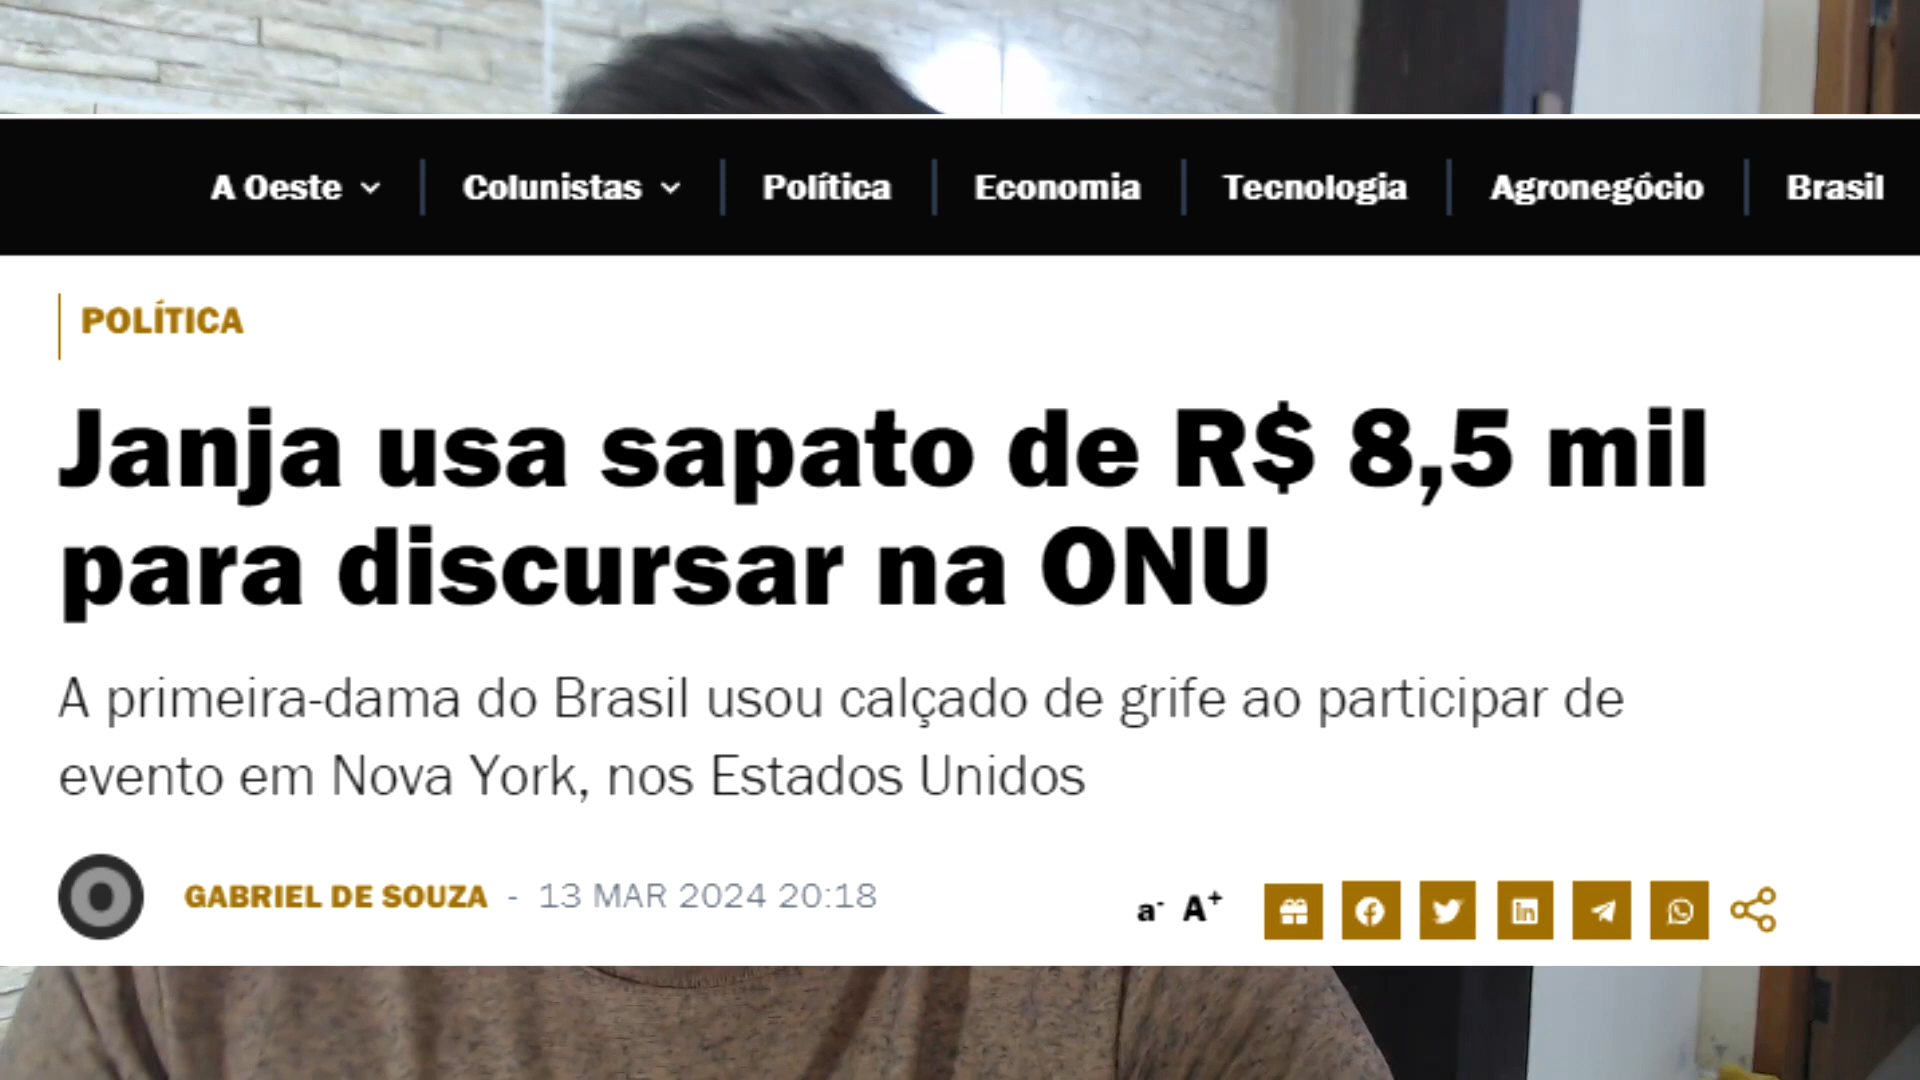 A Oeste Colunistas Política Economia Tecnologia Agronegócio Brasil
POLÍTICA
Janja usa sapato de R$ 8,5 mil
para discursar na ONU
A primeira-dama do Brasil usou calçado de grife ao participar de
evento em Nova York, nos Estados Unidos
GABRIEL DE SOUZA - 13 MAR 2024 20:18
a- A+